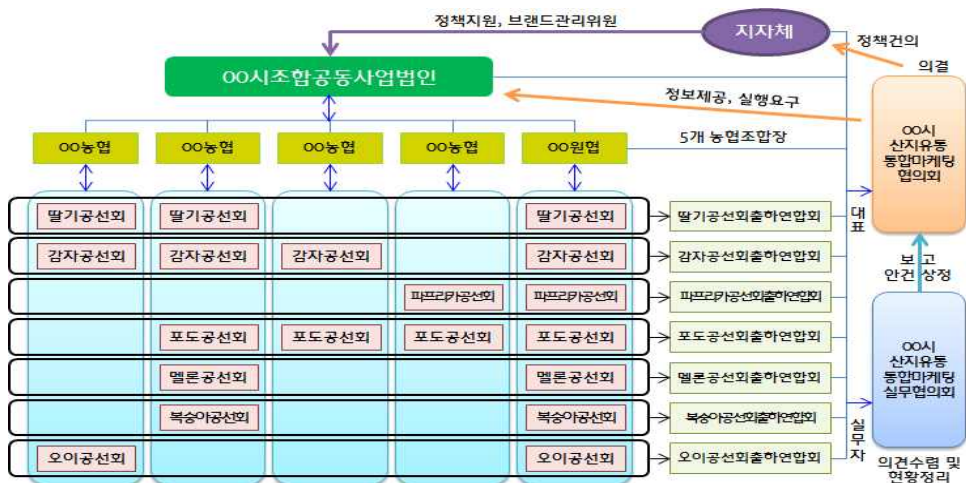 정책지원, 브랜드관리위원
지자체
정책건의
OO시조합공동사업법인
의결
정보제공, 실행요구
OO농협 OO농협 OO농협 OO농협 OO원협
5개 농협조합장
OO시
산지유통
통합마케팅
협의회
딸기공선회 딸기공선회 딸기공선회 딸기공선회출하연합회
대표
감자공선회 감자공선회 감자공선회 감자공선회 감자공선회출하연합회
보고
안건 상정
파프리카공선회 파프리카공선회 파프리카공선회출하연합회
포도공선회 포도공선회 포도공선회 포도공선회 포도공선회출하연합회
OO시
산지유통
통합마케팅
실무협의회
멜론공선회 멜론공선회 멜론공선회출하연합회
복숭아공선회 복숭아공선회 복숭아공선회출하연합회
실무자
오이공선회 오이공선회 오이공선회출하연합회
의견수렴 및
현황정리